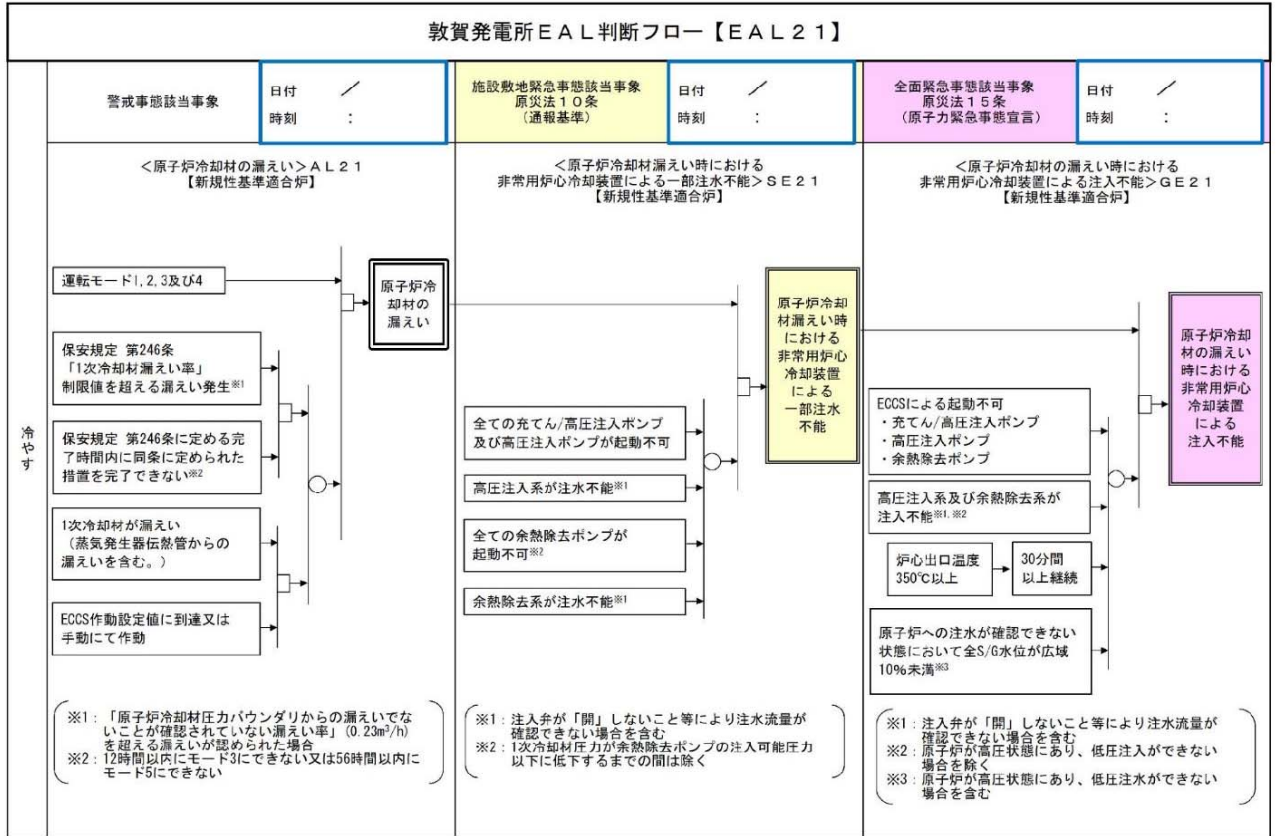 敦賀発電所EAL判断フロー【EAL21】
警戒事態該当事象
日付　／
時刻　：
施設敷地緊急事態該当事象
原災法10条
(通報基準)
日付　／
時刻　：
全面緊急事態該当事象
原災法15条
(原子力緊急事態宣言)
日付　／
時刻　：
冷やす
＜原子炉冷却材の漏えい＞AL21
【新規性基準適合炉】
運転モード1,2,3及び4
原子炉冷
却材の
漏えい
保安規定 第246条
「1次冷却材漏えい率」
制限値を超える漏えい発生※1
保安規定 第246条に定める完
了時間内に同条に定められた
措置を完了できない※2
1次冷却材が漏えい
(蒸気発生器伝熱管からの
漏えいを含む。)
ECCS作動設定値に到達又は
手動にて作動
※1：「原子炉冷却材圧力バウンダリからの漏えいでな
いことが確認されていない漏えい率」(0.23m³/h)
を超える漏えいが認められた場合
※2：12時間以内にモード3にできない又は56時間以内に
モード5にできない
＜原子炉冷却材漏えい時における
非常用炉心冷却装置による一部注水不能＞SE21
【新規性基準適合炉】
原子炉冷却
材漏えい時
における
非常用炉心
冷却装置
による
一部注水
不能
全ての充てん/高圧注入ポンプ
及び高圧注入ポンプが起動不可
高圧注入系が注水不能※1
全ての余熱除去ポンプが
起動不可※2
余熱除去系が注水不能※1
※1：注入弁が「開」しないこと等により注水流量が
確認できない場合を含む
※2：1次冷却材圧力が余熱除去ポンプの注入可能圧力
以下に低下するまでの間は除く
＜原子炉冷却材の漏えい時における
非常用炉心冷却装置による注入不能＞GE21
【新規性基準適合炉】
原子炉冷却
材の漏えい
時における
非常用炉心
冷却装置
による
注入不能
ECCSによる起動不可
・充てん/高圧注入ポンプ
・高圧注入ポンプ
・余熱除去ポンプ
高圧注入系及び余熱除去系が
注入不能※1,※2
炉心出口温度
350℃以上
30分間
以上継続
原子炉への注水が確認できない
状態において全S/G水位が広域
10%未満※3
※1：注入弁が「開」しないこと等により注水流量が
確認できない場合を含む
※2：原子炉が高圧状態にあり、低圧注入ができない
場合を除く
※3：原子炉が高圧状態にあり、低圧注水ができない
場合を含む